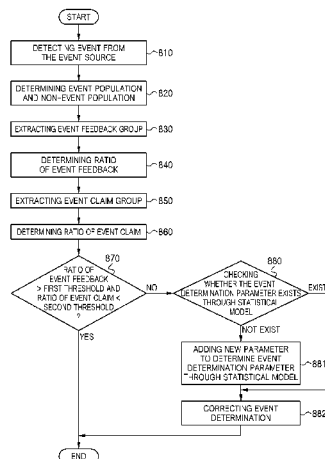 START
DETECTING EVENT FROM
THE EVENT SOURCE
810
DETERMINING EVENT POPULATION
AND NON-EVENT POPULATION
820
EXTRACTING EVENT FEEDBACK GROUP
830
DETERMINING RATIO
OF EVENT FEEDBACK
840
EXTRACTING EVENT CLAIM GROUP
850
DETERMINING RATIO OF EVENT CLAIM
860
870
RATIO OF
EVENT FEEDBACK
> FIRST THRESHOLD AND
RATIO OF EVENT CLAIM <
SECOND THRESHOLD
?
NO
YES
880
CHECKING
WHETHER THE EVENT
DETERMINATION PARAMETER EXISTS
THROUGH STATISTICAL
MODEL
EXIST
NOT EXIST
ADDING NEW PARAMETER
TO DETERMINE EVENT
DETERMINATION PARAMETER
THROUGH STATISTICAL MODEL
881
CORRECTING EVENT
DETERMINATION
882
END